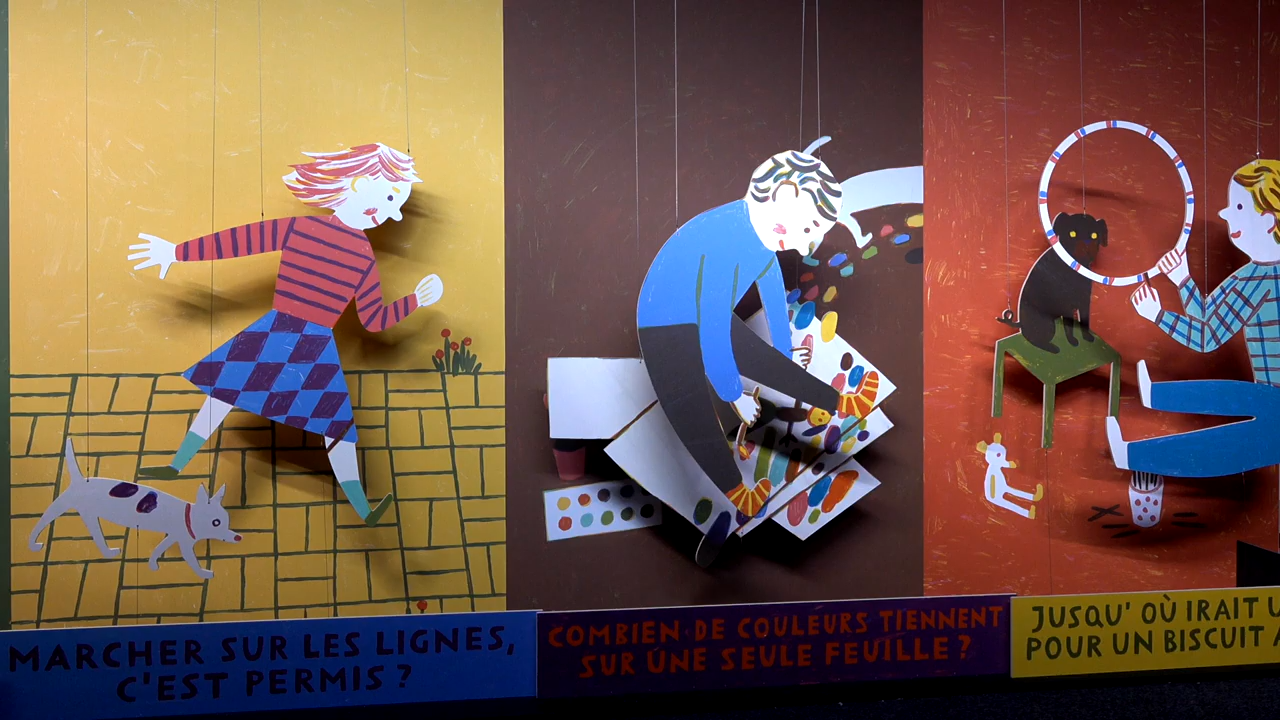 MARCHER SUR LES LIGNES,
C'EST PERMIS ?
COMBIEN DE COULEURS TIENNENT
SUR UNE SEULE FEUILLE ?
JUSQU' OÙ IRAIT
POUR UN BISCUIT